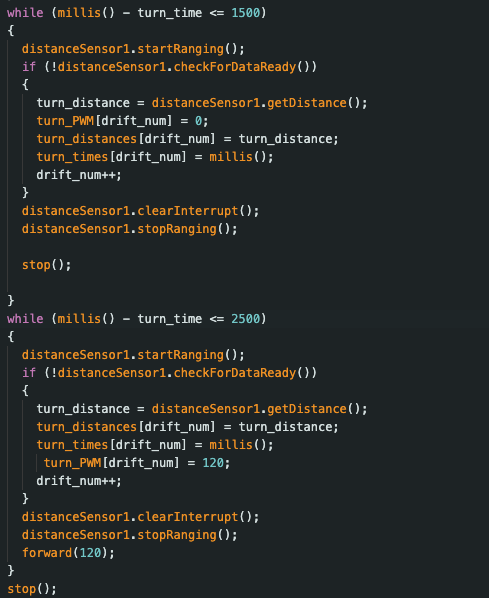 while (millis() - turn_time <= 1500)
{
  distanceSensor1.startRanging();
  if (!distanceSensor1.checkForDataReady())
  {
    turn_distance = distanceSensor1.getDistance();
    turn_PWM[drift_num] = 0;
    turn_distances[drift_num] = turn_distance;
    turn_times[drift_num] = millis();
    drift_num++;
  }
  distanceSensor1.clearInterrupt();
  distanceSensor1.stopRanging();

  stop();

}
while (millis() - turn_time <= 2500)
{
  distanceSensor1.startRanging();
  if (!distanceSensor1.checkForDataReady())
  {
    turn_distance = distanceSensor1.getDistance();
    turn_distances[drift_num] = turn_distance;
    turn_times[drift_num] = millis();
     turn_PWM[drift_num] = 120;
    drift_num++;
  }
  distanceSensor1.clearInterrupt();
  distanceSensor1.stopRanging();
  forward(120);
}
stop();